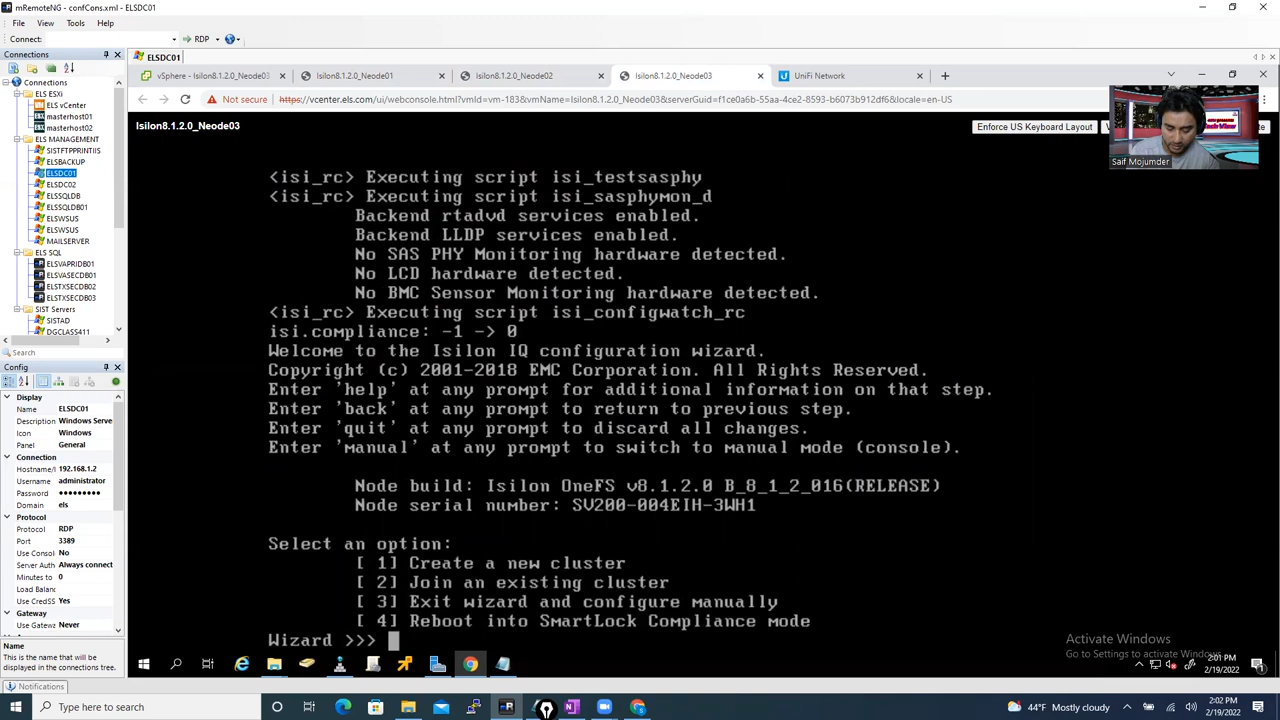 mRemoteNG - confCons.xml - ELSDC01
File View Tools Help
Connect: RDP
Connections
ELSDC01
Connections
ELS ESXi
ELS vCenter
masterhost01
masterhost02
ELS MANAGEMENT
SISTFTPPRINTIIS
ELSBACKUP
ELSDC01
ELSDC02
ELSSQLDB
ELSSQLDB01
ELSWSUS
ELSWSUS
MAILSERVER
ELS SQL
ELSVAPRIDB01
ELSVASECDB01
ELSTXSECDB02
ELSTXSECDB03
SIST Servers
SISTAD
DGCLASS411
Search
Config
Display
Name ELSDC01
Description Windows Serve
Icon Windows
Panel General
Connection
Hostname/I 192.168.1.2
Username administrator
Password •••••••••
Domain els
Protocol
Protocol RDP
Port 3389
Use Conso No
Server Auth Always connect
Minutes to 0
Load Balanc
Use CredSS Yes
Gateway
Use Gatewa Never
Name
This is the name that will be
displayed in the connections tree.
Notifications
vSphere - Isilon8.1.2.0_Neode03 Isilon8.1.2.0_Neode01 Isilon8.1.2.0_Neode02 Isilon8.1.2.0_Neode03 UniFi Network
Not secure https://vcenter.els.com/ui/webconsole.html?vmId=vm-183&vmName=Isilon8.1.2.0_Neode03&serverGuid=f1daa6b-55aa-4ce2-8593-b6073b912df6&locale=en-US
Isilon8.1.2.0_Neode03
Enforce US Keyboard Layout
Saif Mojumder
<isi_rc> Executing script isi_testsasphy
<isi_rc> Executing script isi_sasphymon_d
Backend rtadvd services enabled.
Backend LLDP services enabled.
No SAS PHY Monitoring hardware detected.
No LCD hardware detected.
No BMC Sensor Monitoring hardware detected.
<isi_rc> Executing script isi_configwatch_rc
isi.compliance: -1 -> 0
Welcome to the Isilon IQ configuration wizard.
Copyright (c) 2001-2018 EMC Corporation. All Rights Reserved.
Enter 'help' at any prompt for additional information on that step.
Enter 'back' at any prompt to return to previous step.
Enter 'quit' at any prompt to discard all changes.
Enter 'manual' at any prompt to switch to manual mode (console).
Node build: Isilon OneFS v8.1.2.0 B_8_1_2_016(RELEASE)
Node serial number: SV200-004EIH-3WH1
Select an option:
[ 1] Create a new cluster
[ 2] Join an existing cluster
[ 3] Exit wizard and configure manually
[ 4] Reboot into SmartLock Compliance mode
Wizard >>>
Activate Windows
Go to Settings to activate Windows.
2:01 PM
2/19/2022
Type here to search
44°F Mostly cloudy
2:02 PM
2/19/2022